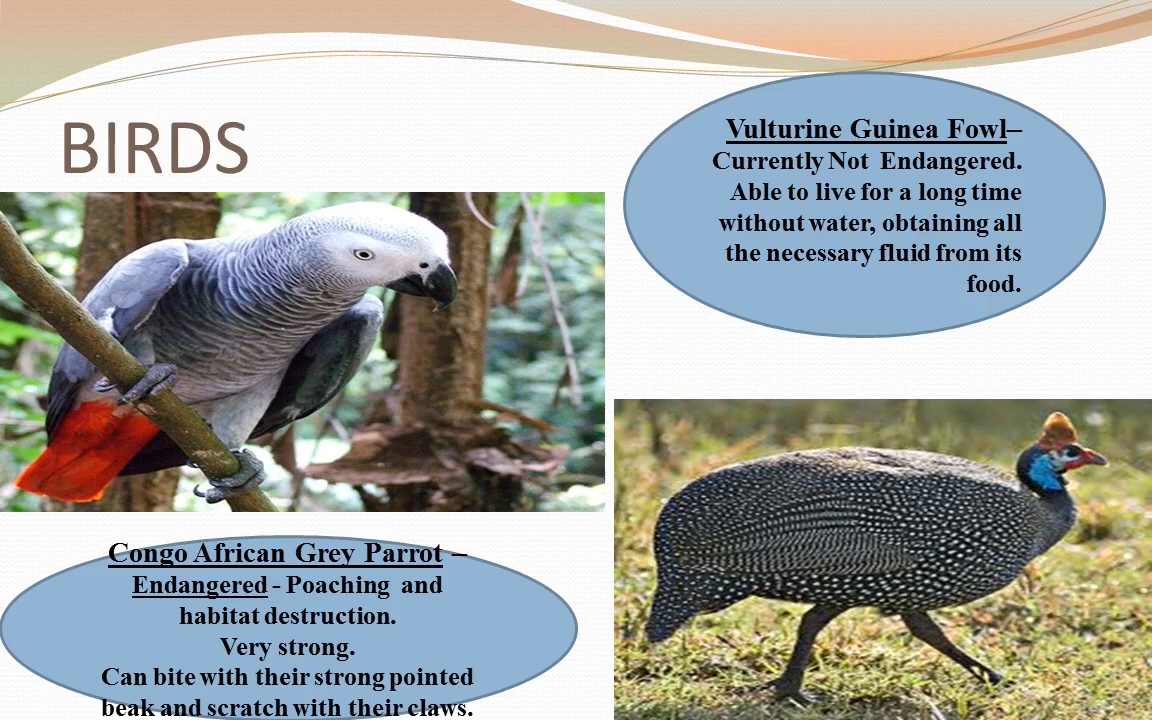 BIRDS
Vulturine Guinea Fowl–
Currently Not Endangered.
Able to live for a long time
without water, obtaining all
the necessary fluid from its
food.
Congo African Grey Parrot –
Endangered - Poaching and
habitat destruction.
Very strong.
Can bite with their strong pointed
beak and scratch with their claws.